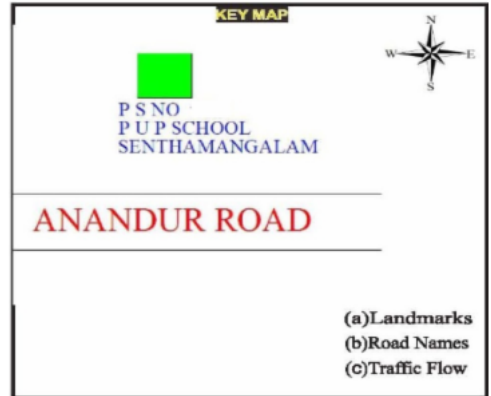 KEY MAP
N
W E
S
P S NO
P U P SCHOOL
SENTHAMANGALAM
ANANDUR ROAD
(a)Landmarks
(b)Road Names
(c)Traffic Flow